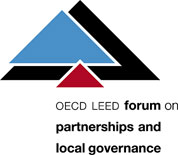 OECD LEED forum on
partnerships and
local governance